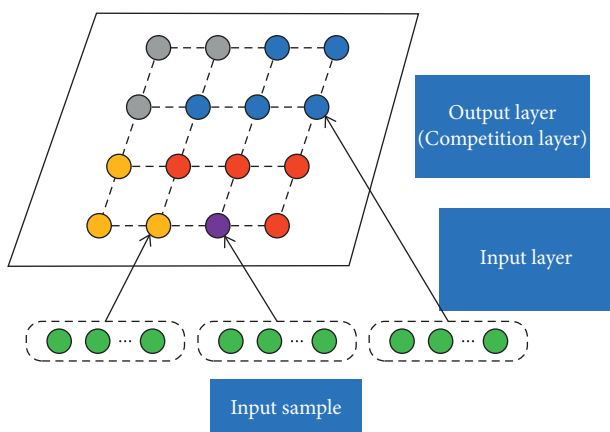 Output layer
(Competition layer)
Input layer
... ... ...
Input sample